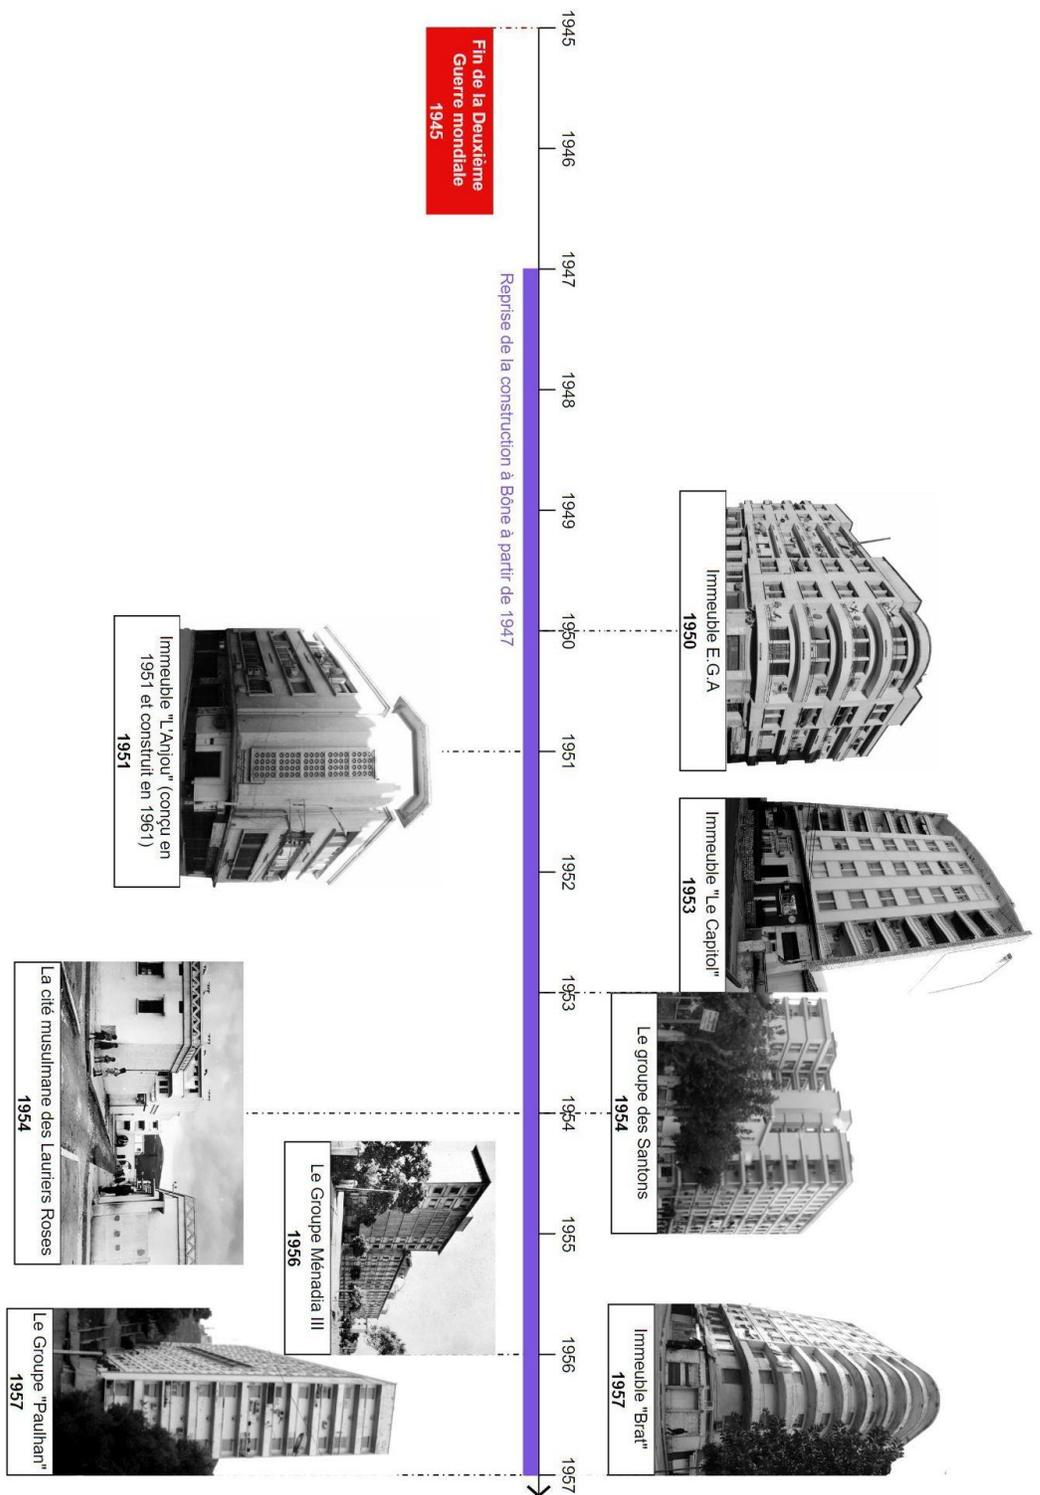 Immeuble E.G.A
1950
Immeuble "Le Capitol"
1953
Le groupe des Santons
1954
Immeuble "Brat"
1957
1945
1946
1947
1948
1949
1950
1951
1952
1953
1954
1955
1956
1957
Fin de la Deuxième
Guerre mondiale
1945
Reprise de la construction à Bône à partir de 1947
Immeuble "L'Anjou" (conçu en
1951 et construit en 1961)
1951
La cité musulmane des Lauriers Roses
1954
Le Groupe Ménadia III
1956
Le Groupe "Paulhan"
1957